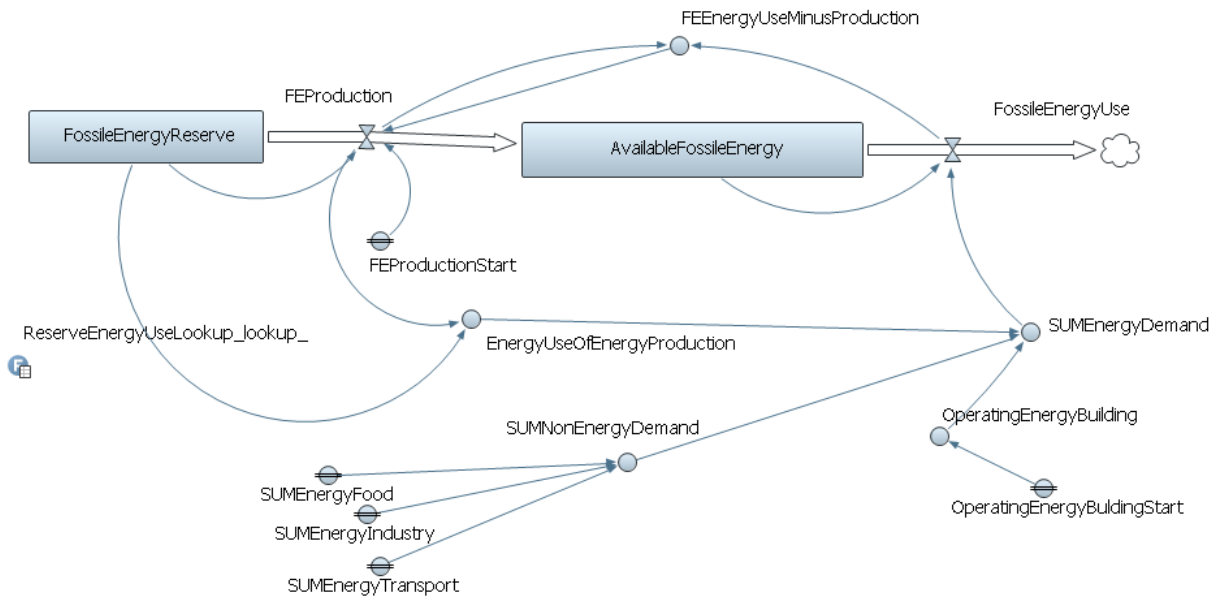 FEEnergyUseMinusProduction
FEProduction
FossileEnergyUse
FossileEnergyReserve
AvailableFossileEnergy
FEProductionStart
ReserveEnergyUseLookup_lookup_
SUMEnergyDemand
EnergyUseOfEnergyProduction
OperatingEnergyBuilding
SUMNonEnergyDemand
SUMEnergyFood
OperatingEnergyBuldingStart
SUMEnergyIndustry
SUMEnergyTransport